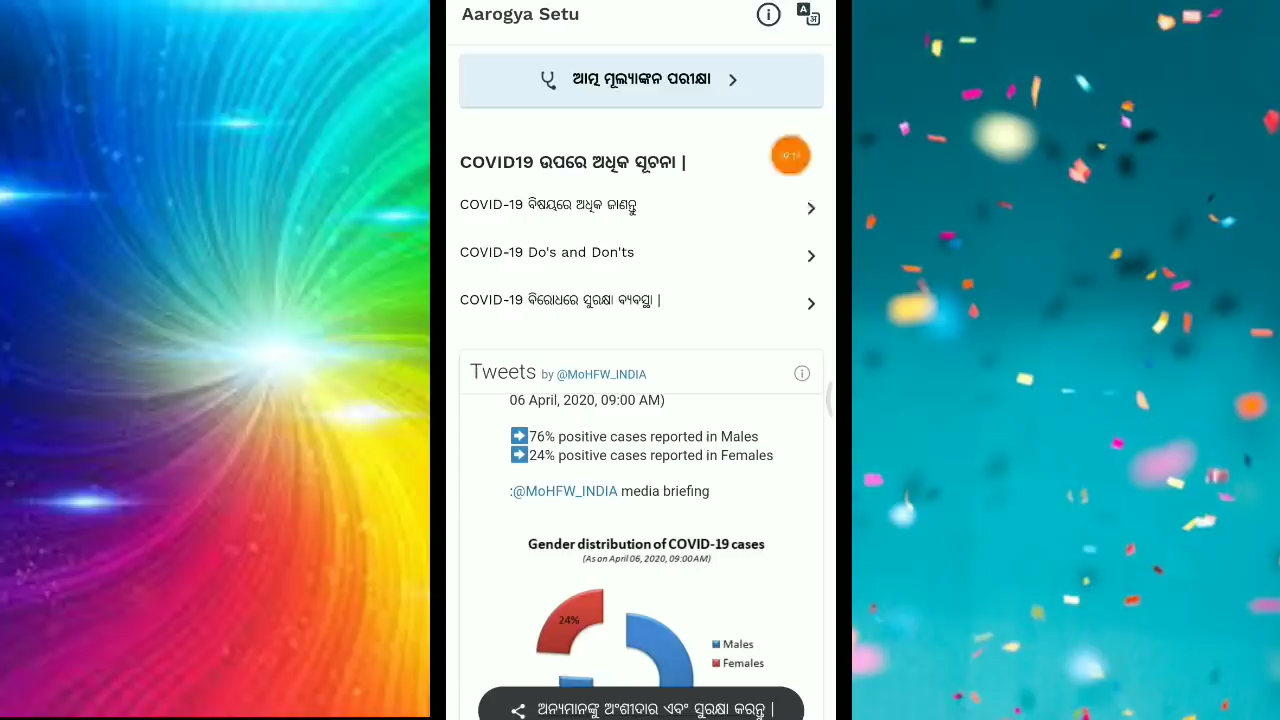 Aarogya Setu
ଆତ୍ମ ମୂଲ୍ୟାଙ୍କନ ପରୀକ୍ଷା
COVID19 ଉପରେ ଅଧିକ ସୂଚନା |
COVID-19 ବିଷୟରେ ଅଧିକ ଜାଣନ୍ତୁ
COVID-19 Do's and Don'ts
COVID-19 ବିରୋଧରେ ସୁରକ୍ଷା ବ୍ୟବସ୍ଥା |
Tweets by @MoHFW_INDIA
06 April, 2020, 09:00 AM)
➡76% positive cases reported in Males
➡24% positive cases reported in Females
:@MoHFW_INDIA media briefing
Gender distribution of COVID-19 cases
(As on April 06, 2020, 09:00AM)
24%
Males
Females
ଅନ୍ୟମାନଙ୍କୁ ଅଂଶୀଦାର ଏବଂ ସୁରକ୍ଷା କରନ୍ତୁ |